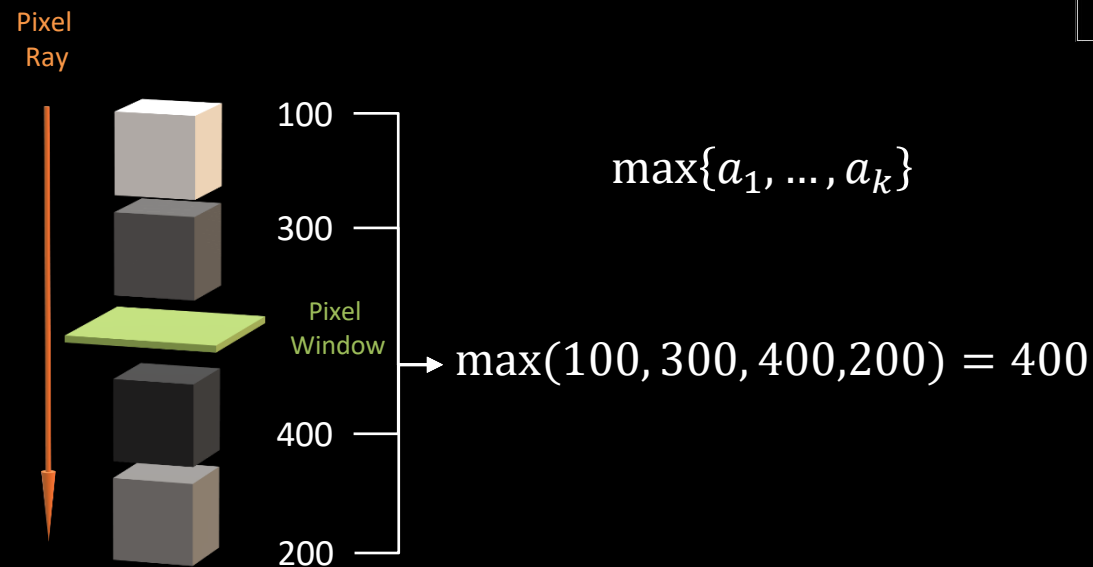 Pixel
Ray
100
max{a₁, … , aₖ}
300
Pixel
Window
max(100, 300, 400,200) = 400
400
200